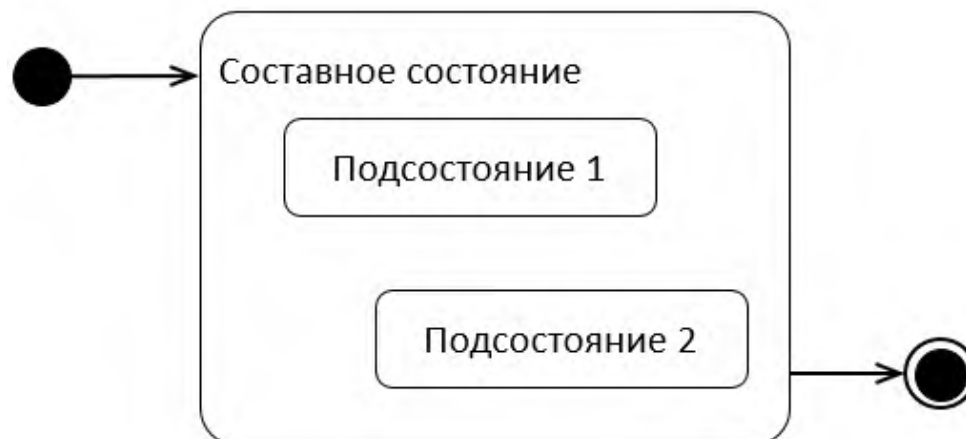 Составное состояние
Подсостояние 1
Подсостояние 2